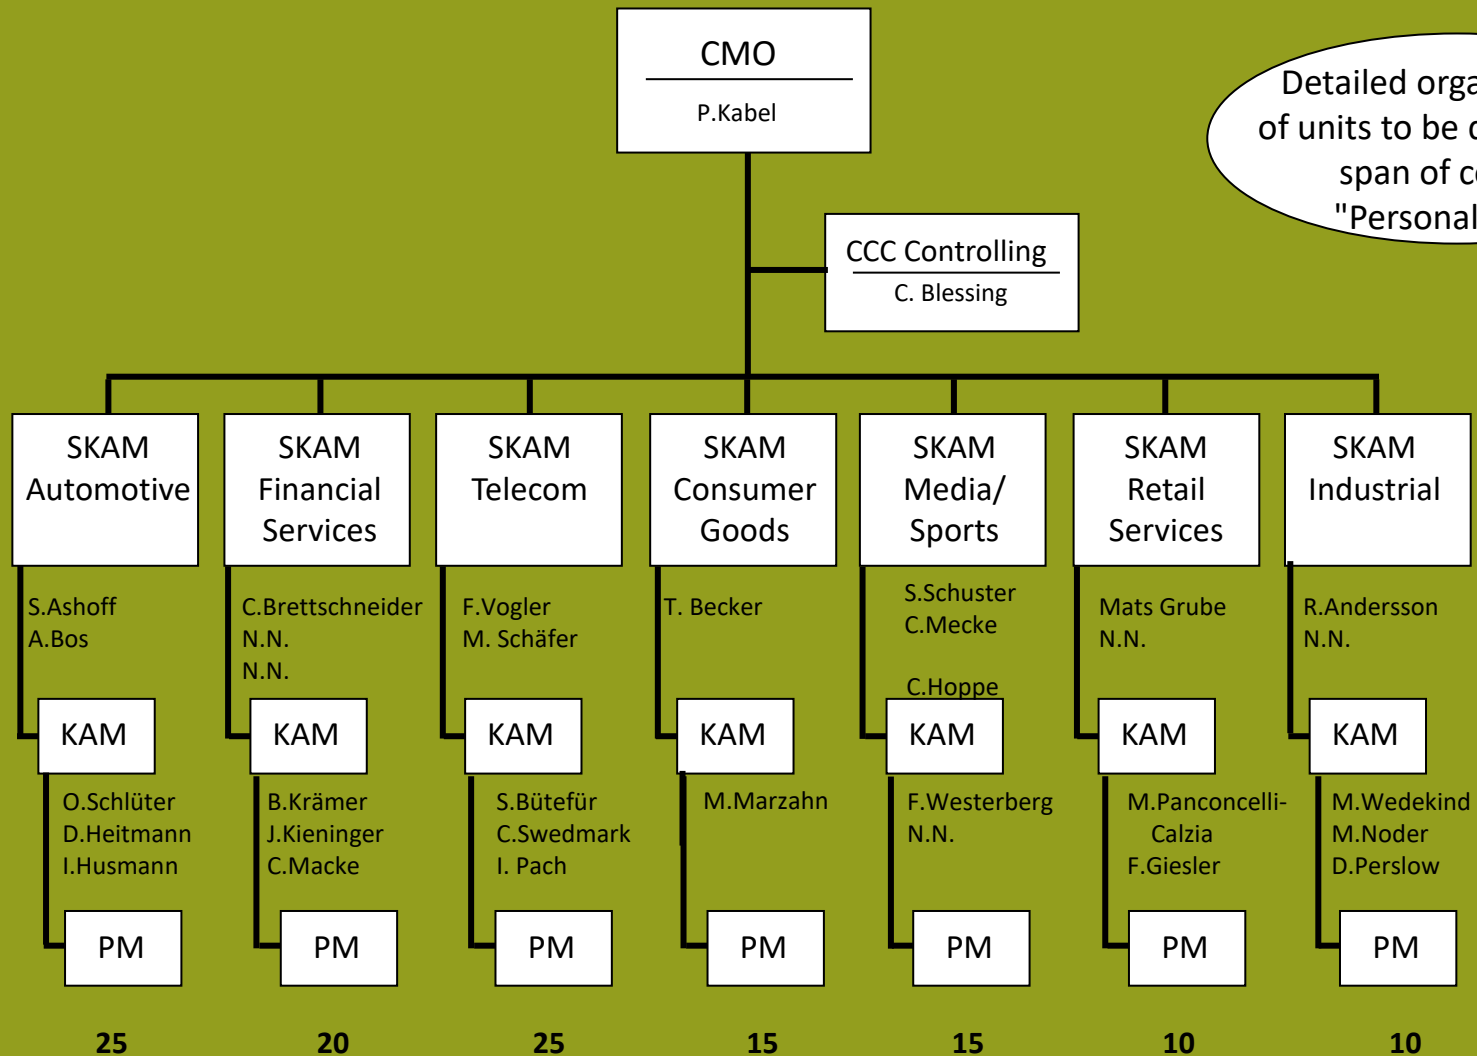 CMO
P.Kabel
Detailed orga
of units to be
span of
"Personal
CCC Controlling
C. Blessing
SKAM
Automotive
SKAM
Financial
Services
SKAM
Telecom
SKAM
Consumer
Goods
SKAM
Media/
Sports
SKAM
Retail
Services
SKAM
Industrial
S.Ashoff
A.Bos
C.Brettschneider
N.N.
N.N.
F.Vogler
M. Schäfer
T. Becker
S.Schuster
C.Mecke
C.Hoppe
Mats Grube
N.N.
R.Andersson
N.N.
KAM
KAM
KAM
KAM
KAM
KAM
KAM
O.Schlüter
D.Heitmann
I.Husmann
B.Krämer
J.Kieninger
C.Macke
S.Bütefür
C.Swedmark
I. Pach
M.Marzahn
F.Westerberg
N.N.
M.Panconcelli-
Calzia
F.Giesler
M.Wedekind
M.Noder
D.Perslow
PM
PM
PM
PM
PM
PM
PM
25
20
25
15
15
10
10